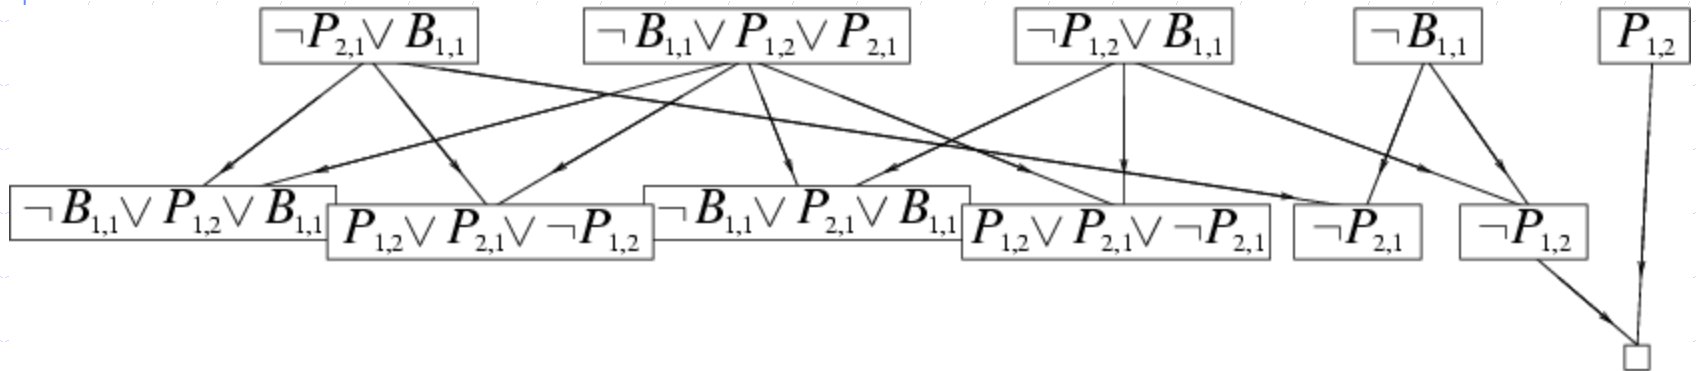 ¬P2,1 ∨ B1,1 ¬B1,1 ∨ P1,2 ∨ P2,1 ¬P1,2 ∨ B1,1 ¬B1,1 P1,2
¬B1,1 ∨ P1,2 ∨ B1,1 P1,2 ∨ P2,1 ∨ ¬P1,2 ¬B1,1 ∨ P2,1 ∨ B1,1 P1,2 ∨ P2,1 ∨ ¬P2,1 ¬P2,1 ¬P1,2